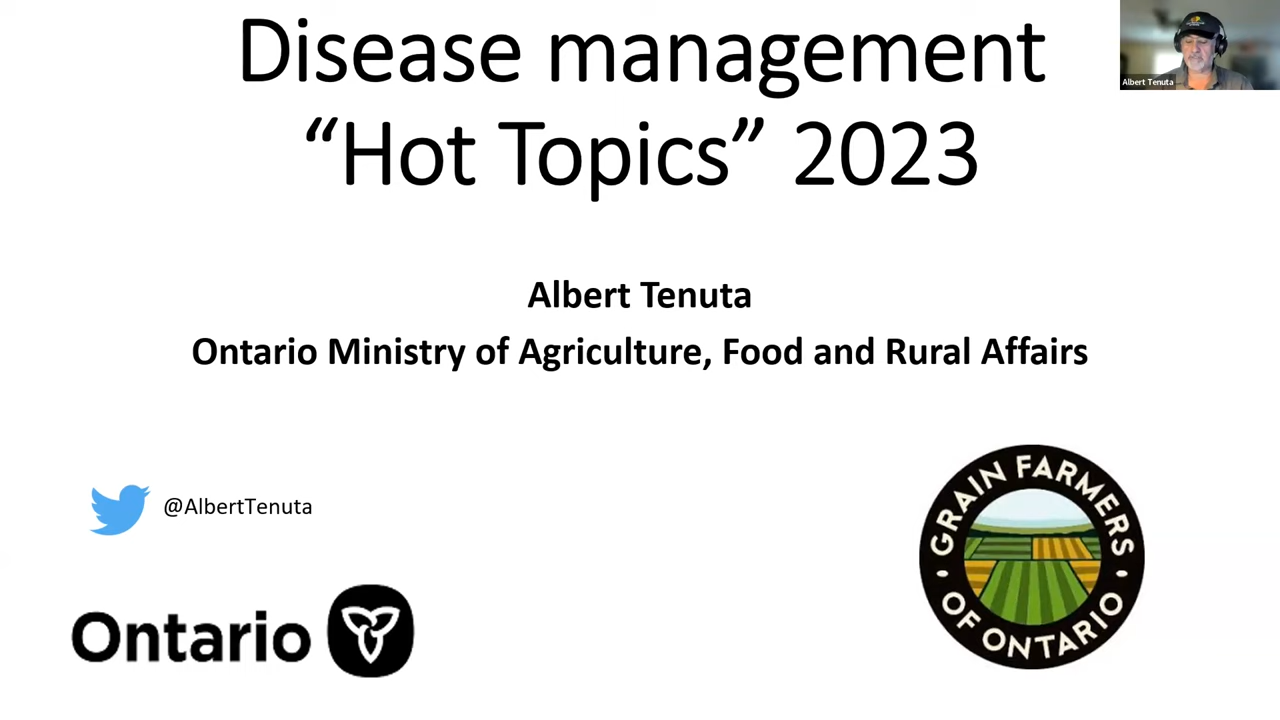 Disease management
“Hot Topics” 2023
Albert Tenuta
Albert Tenuta
Ontario Ministry of Agriculture, Food and Rural Affairs
@AlbertTenuta
Ontario
GRAIN FARMERS
OF ONTARIO